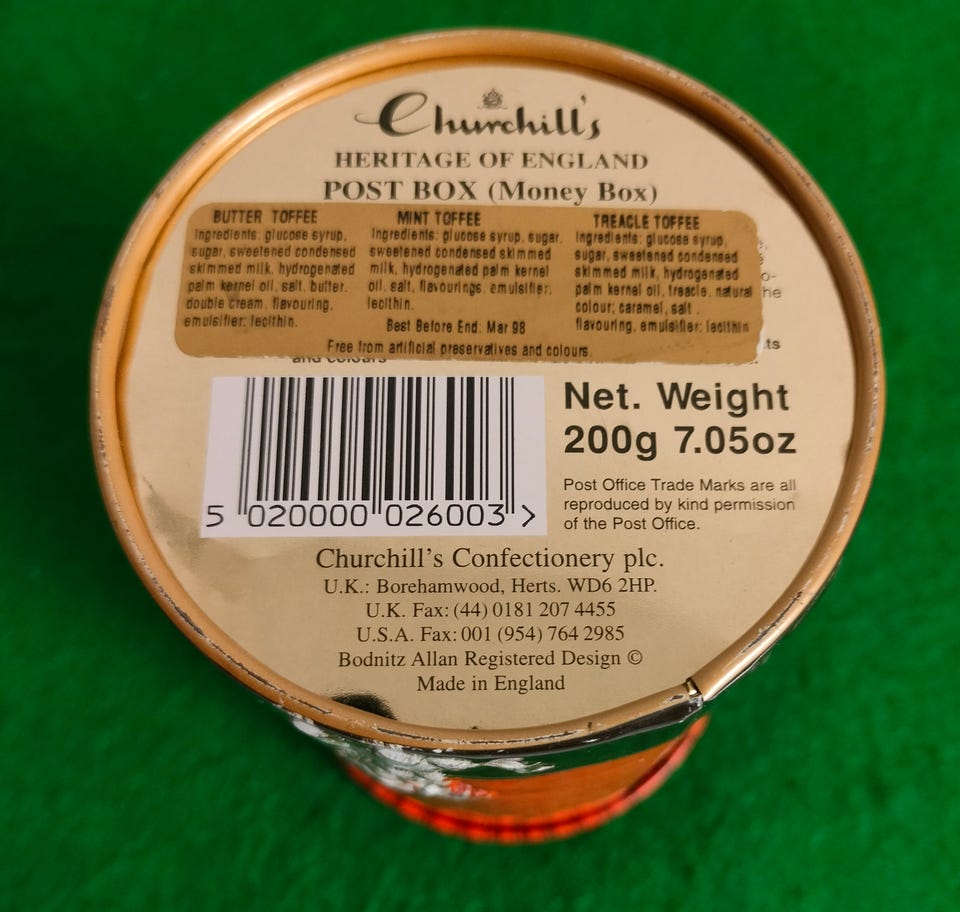 Churchill's
HERITAGE OF ENGLAND
POST BOX (Money Box)
BUTTER TOFFEE
Ingredients: glucose syrup,
sugar, sweetened condensed
skimmed milk, hydrogenated
palm kernel oil, salt, butter,
double cream, flavouring,
emulsifier: lecithin.
MINT TOFFEE
Ingredients: glucose syrup, sugar,
sweetened condensed skimmed
milk, hydrogenated palm kernel
oil, salt, flavourings, emulsifier,
lecithin.
Best Before End: Mar 98
TREACLE TOFFEE
Ingredients: glucose syrup,
sugar, sweetened condensed
skimmed milk, hydrogenated
palm kernel oil, treacle, natural
colour; caramel, salt,
flavouring, emulsifier; lecithin
Free from artificial preservatives and colours.
and colours
Net. Weight
200g 7.05oz
5 020000 026003 >
Post Office Trade Marks are all
reproduced by kind permission
of the Post Office.
Churchill's Confectionery plc.
U.K.: Borehamwood, Herts. WD6 2HP.
U.K. Fax: (44) 0181 207 4455
U.S.A. Fax: 001 (954) 764 2985
Bodnitz Allan Registered Design ©
Made in England